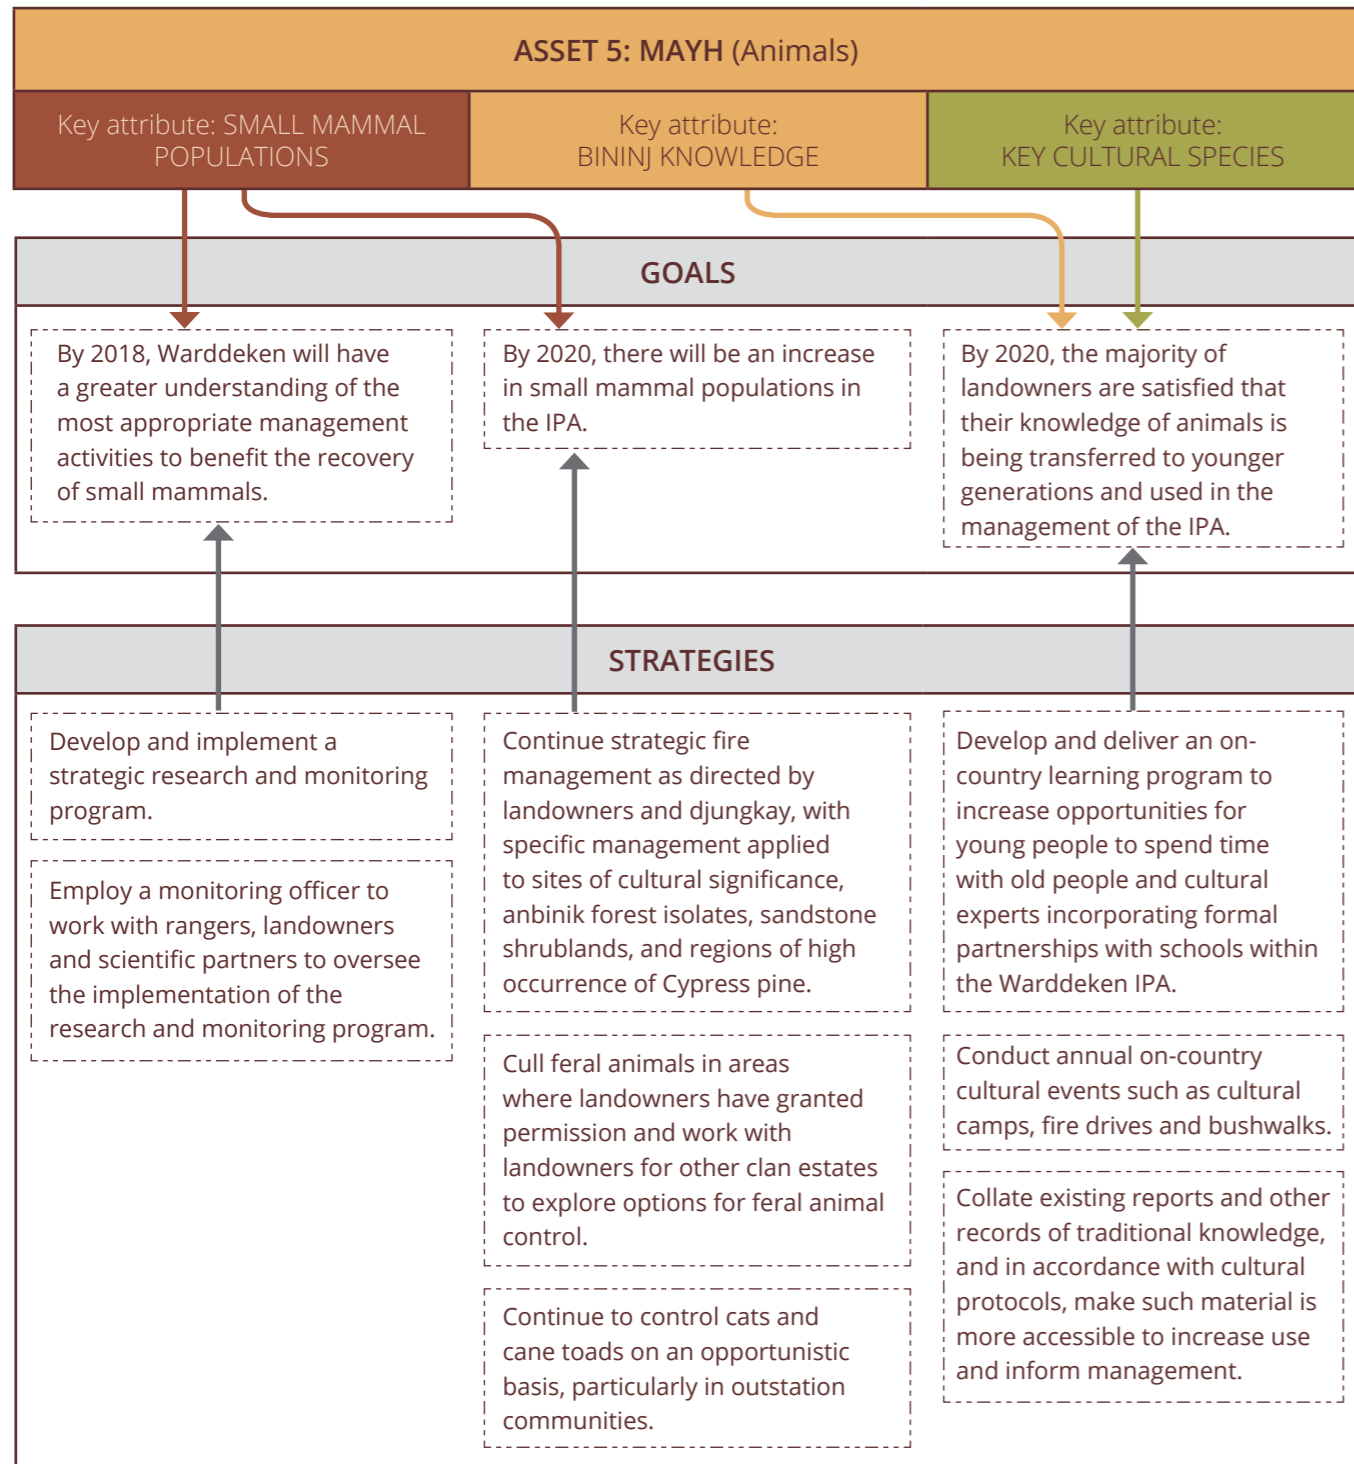 ASSET 5: MAYH (Animals)
Key attribute: SMALL MAMMAL
POPULATIONS
Key attribute:
BININJ KNOWLEDGE
Key attribute:
KEY CULTURAL SPECIES
GOALS
By 2018, Warddeken will have
a greater understanding of the
most appropriate management
activities to benefit the recovery
of small mammals.
By 2020, there will be an increase
in small mammal populations in
the IPA.
By 2020, the majority of
landowners are satisfied that
their knowledge of animals is
being transferred to younger
generations and used in the
management of the IPA.
STRATEGIES
Develop and implement a
strategic research and monitoring
program.
Employ a monitoring officer to
work with rangers, landowners
and scientific partners to oversee
the implementation of the
research and monitoring program.
Continue strategic fire
management as directed by
landowners and djungkay, with
specific management applied
to sites of cultural significance,
anbinik forest isolates, sandstone
shrublands, and regions of high
occurrence of Cypress pine.
Cull feral animals in areas
where landowners have granted
permission and work with
landowners for other clan estates
to explore options for feral animal
control.
Continue to control cats and
cane toads on an opportunistic
basis, particularly in outstation
communities.
Develop and deliver an on-
country learning program to
increase opportunities for
young people to spend time
with old people and cultural
experts incorporating formal
partnerships with schools within
the Warddeken IPA.
Conduct annual on-country
cultural events such as cultural
camps, fire drives and bushwalks.
Collate existing reports and other
records of traditional knowledge,
and in accordance with cultural
protocols, make such material is
more accessible to increase use
and inform management.